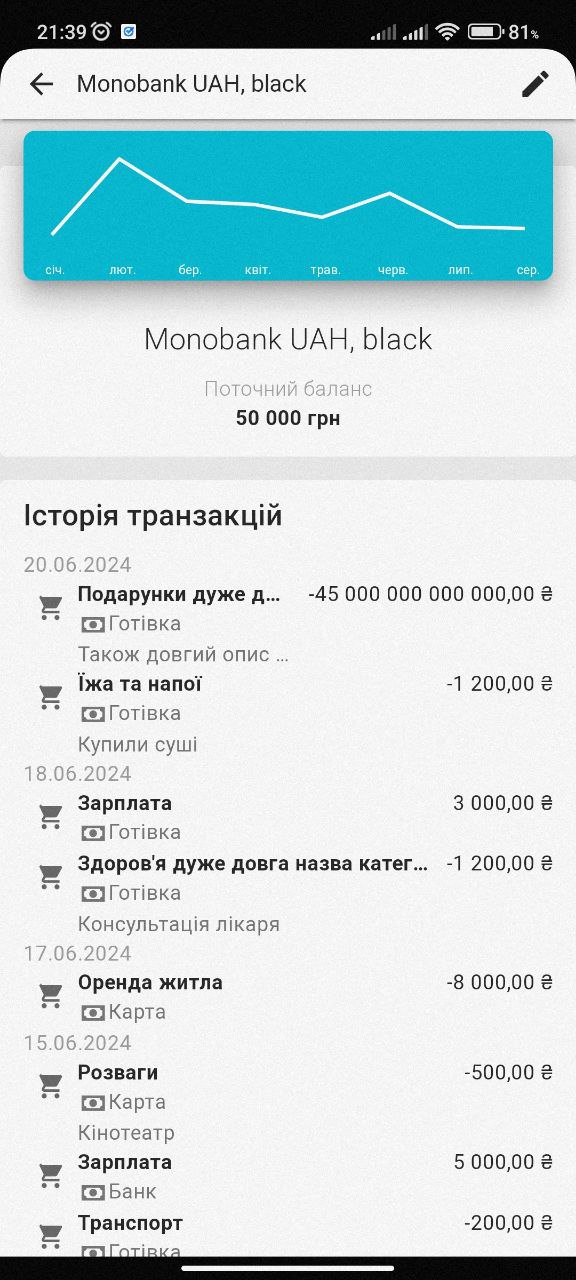 21:39 81%
Monobank UAH, black
січ. лют. бер. квіт. трав. черв. лип. сер.
Monobank UAH, black
Поточний баланс
50 000 грн
Історія транзакцій
20.06.2024
Подарунки дуже д... -45 000 000 000 000,00 ₴
Готівка
Також довгий опис ...
Їжа та напої -1 200,00 ₴
Готівка
Купили суші
18.06.2024
Зарплата 3 000,00 ₴
Готівка
Здоров'я дуже довга назва катег... -1 200,00 ₴
Готівка
Консультація лікаря
17.06.2024
Оренда житла -8 000,00 ₴
Карта
15.06.2024
Розваги -500,00 ₴
Карта
Кінотеатр
Зарплата 5 000,00 ₴
Банк
Транспорт -200,00 ₴
Готівка